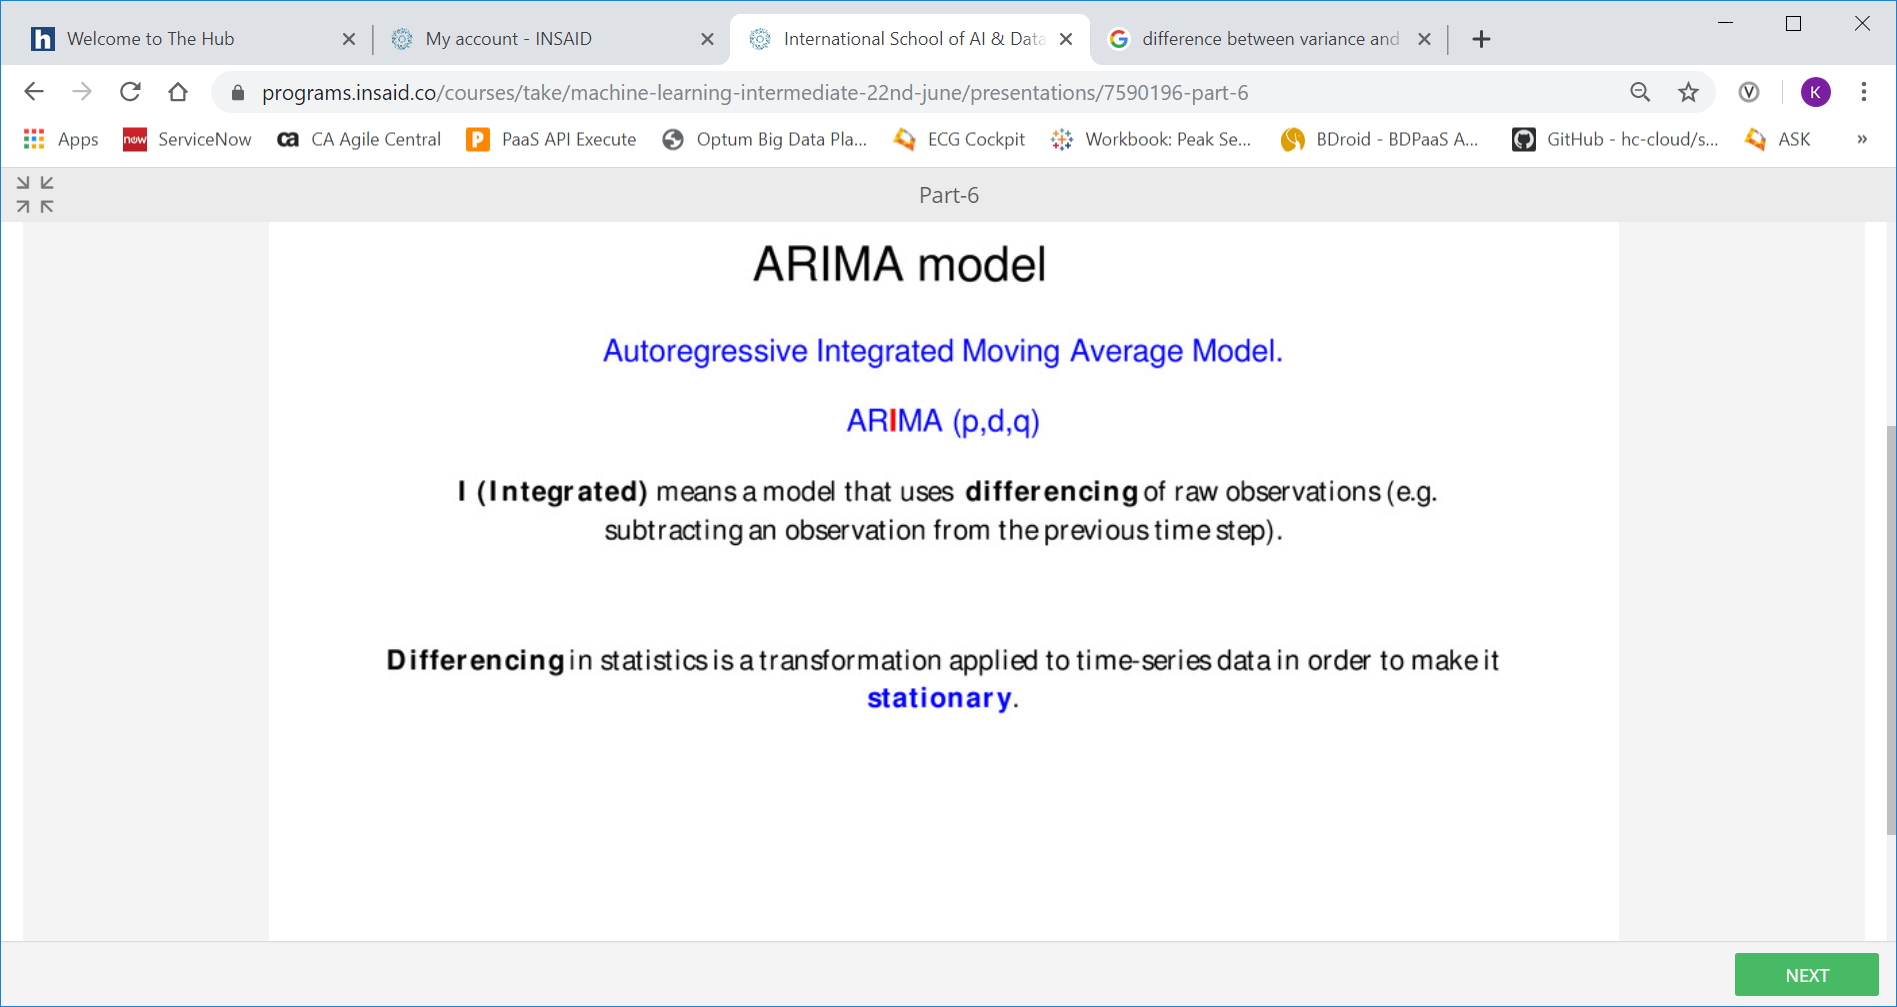 Welcome to The Hub
My account - INSAID
International School of AI & Data
difference between variance and
programs.insaid.co/courses/take/machine-learning-intermediate-22nd-june/presentations/7590196-part-6
K
Apps
now ServiceNow
ca CA Agile Central
P PaaS API Execute
Optum Big Data Pla...
ECG Cockpit
Workbook: Peak Se...
BDroid - BDPaaS A...
GitHub - hc-cloud/s...
ASK
»
Part-6
ARIMA model
Autoregressive Integrated Moving Average Model.
ARIMA (p,d,q)
I (Integrated) means a model that uses differencing of raw observations (e.g.
subtracting an observation from the previous time step).
Differencing in statistics is a transformation applied to time-series data in order to make it
stationary.
NEXT